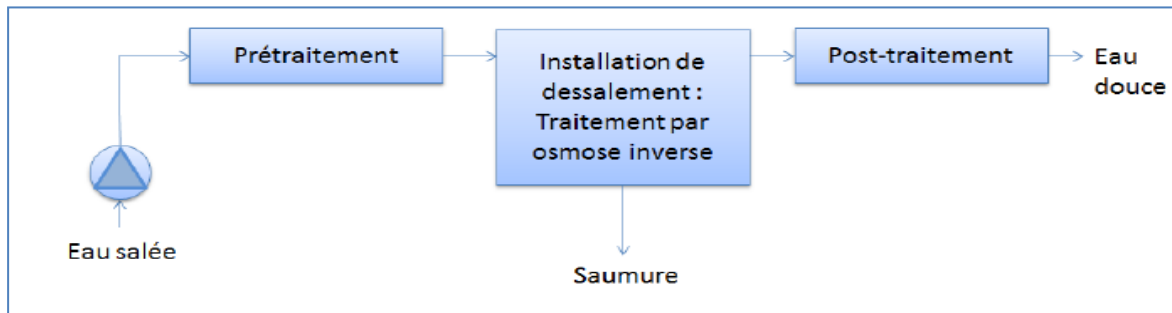 Prétraitement
Installation de
dessalement :
Traitement par
osmose inverse
Post-traitement
Eau
douce
Eau salée
Saumure